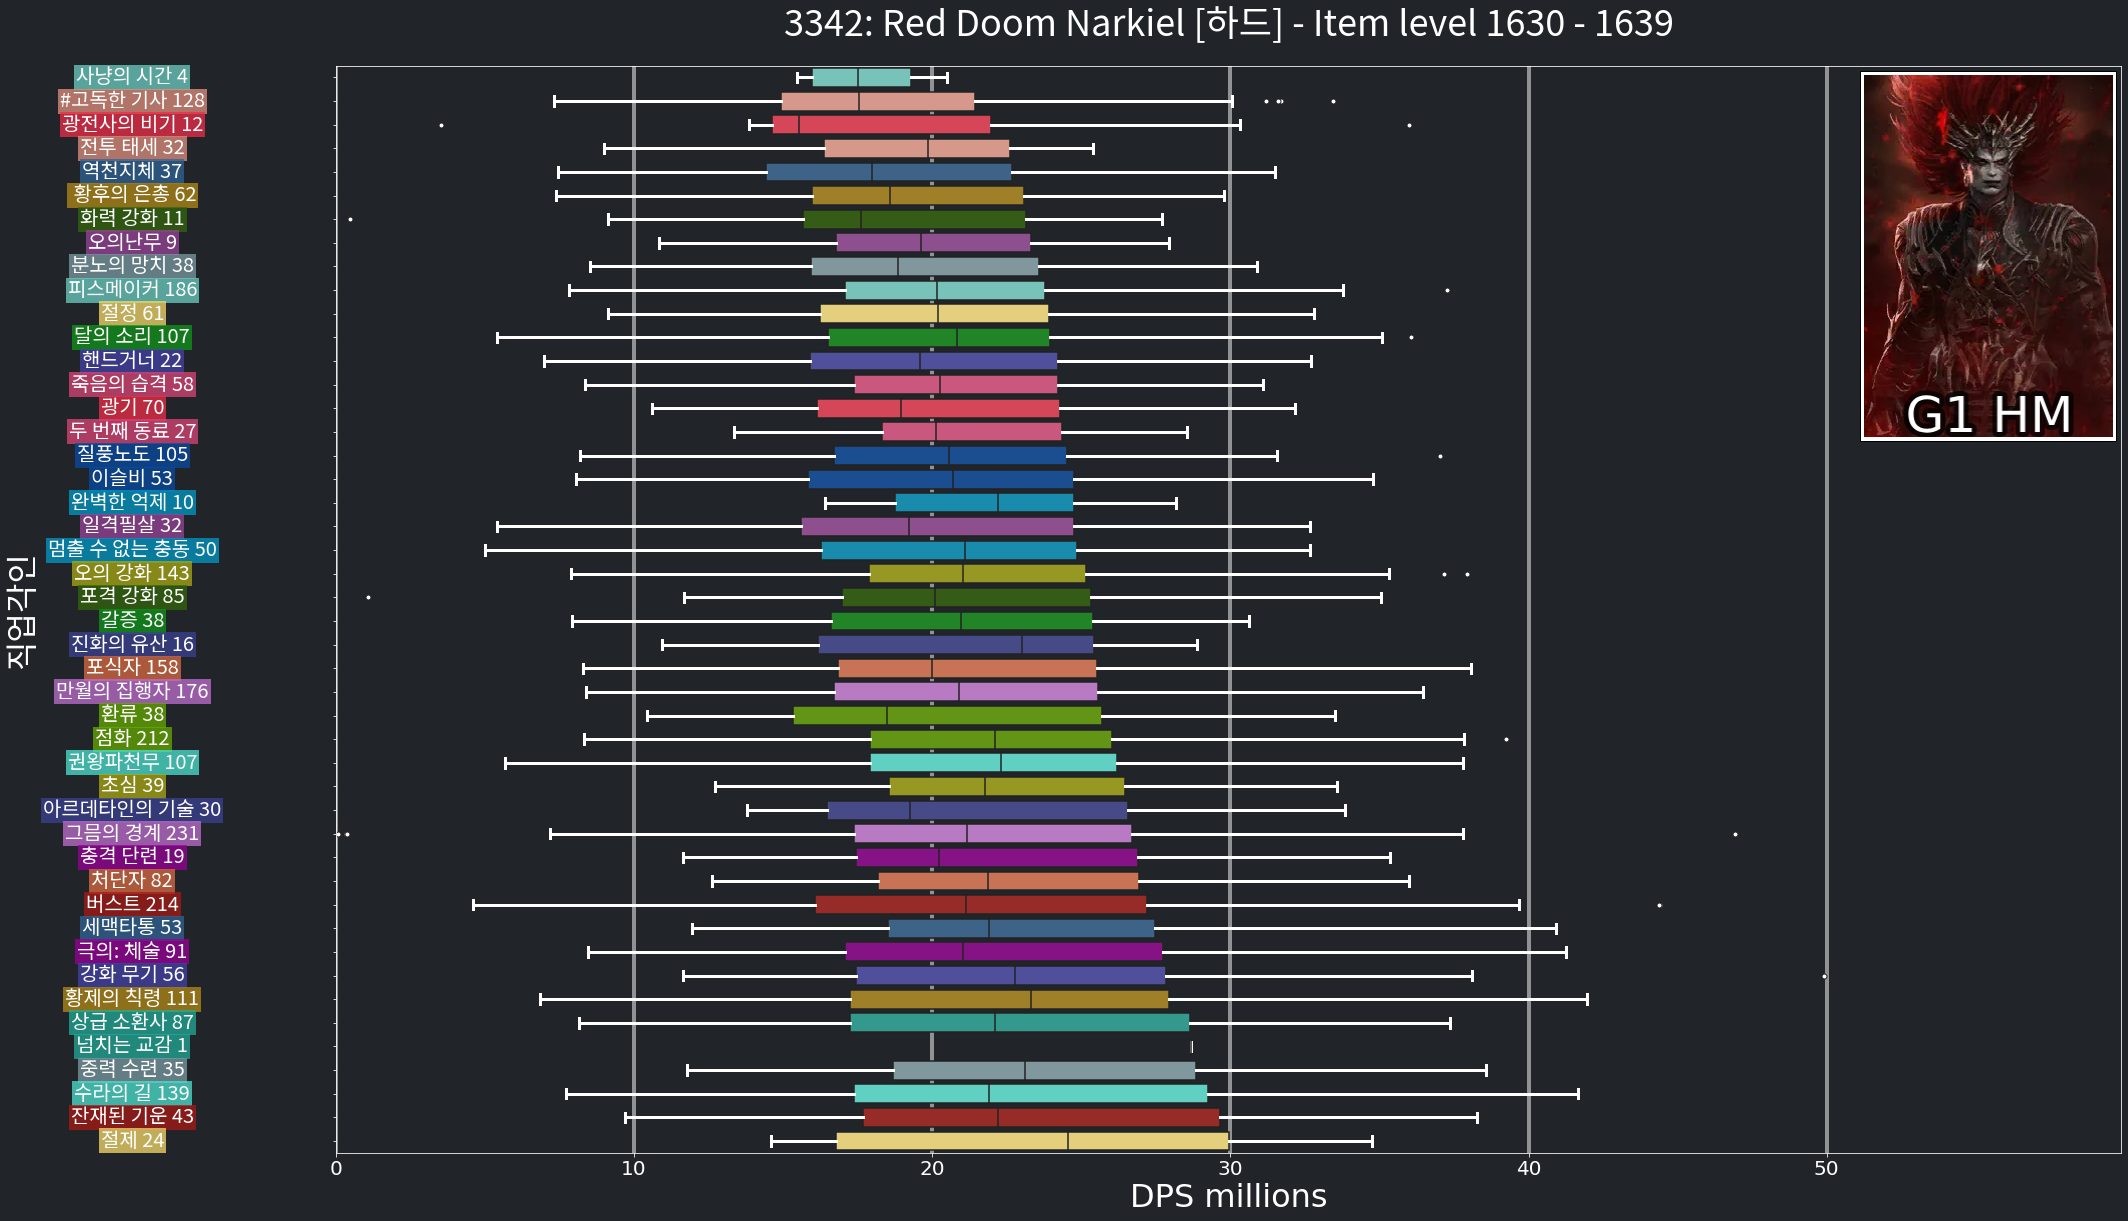 3342: Red Doom Narkiel [하드] - Item level 1630 - 1639
직업각인
사냥의 시간 4
#고독한 기사 128
광전사의 비기 12
전투 태세 32
역천지체 37
황후의 은총 62
화력 강화 11
오의난무 9
분노의 망치 38
피스메이커 186
절정 61
달의 소리 107
핸드거너 22
죽음의 습격 58
광기 70
두 번째 동료 27
질풍노도 105
이슬비 53
완벽한 억제 10
일격필살 32
멈출 수 없는 충동 50
오의 강화 143
포격 강화 85
갈증 38
진화의 유산 16
포식자 158
만월의 집행자 176
환류 38
점화 212
권왕파천무 107
초심 39
아르데타인의 기술 30
그믐의 경계 231
충격 단련 19
처단자 82
버스트 214
세맥타통 53
극의: 체술 91
강화 무기 56
황제의 칙령 111
상급 소환사 87
넘치는 교감 1
중력 수련 35
수라의 길 139
잔재된 기운 43
절제 24
G1 HM
0 10 20 30 40 50
DPS millions